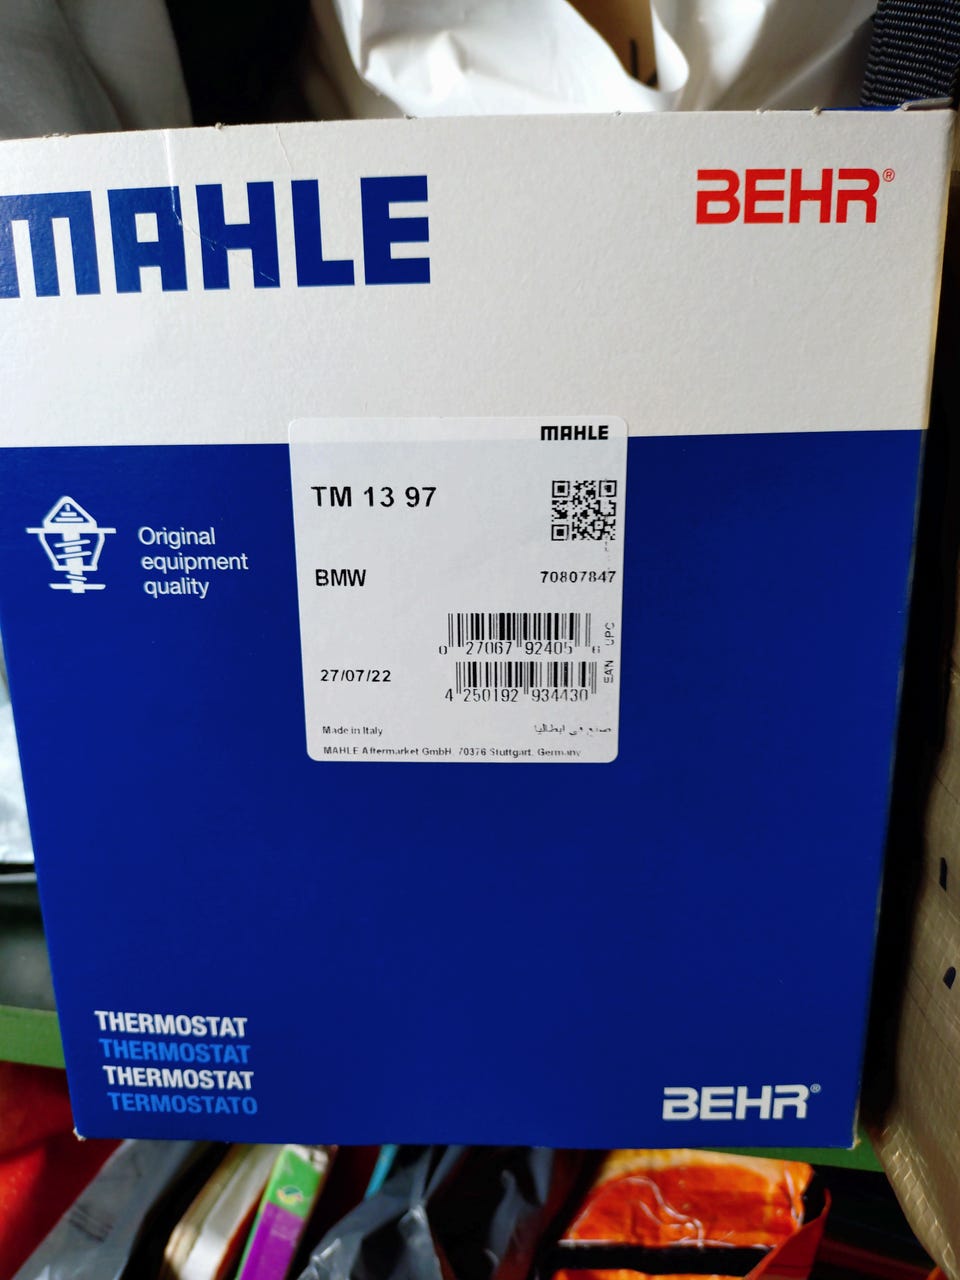 MAHLE
BEHR®
MAHLE
TM 13 97
Original
equipment
quality
BMW
70807847
0 27067 92405 6
UPC
27/07/22
4 250192 934430
EAN
Made in Italy
صنع في ايطاليا
MAHLE Aftermarket GmbH, 70376 Stuttgart, Germany
THERMOSTAT
THERMOSTAT
THERMOSTAT
TERMOSTATO
BEHR®